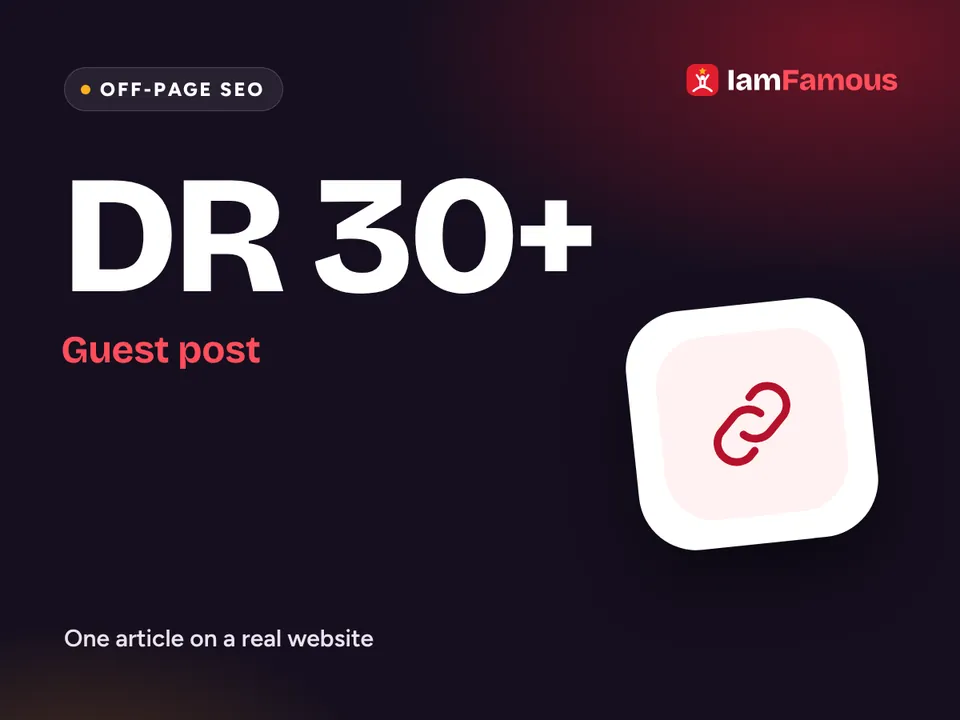 OFF-PAGE SEO
IamFamous
DR 30+
Guest post
One article on a real website